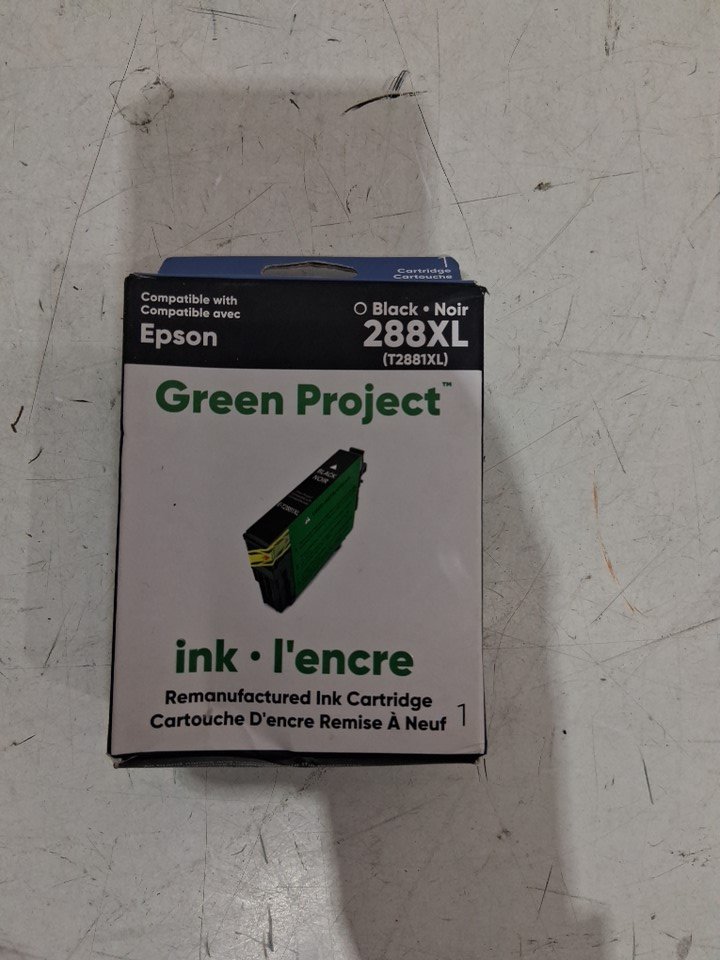 1
Cartridge
Cartouche
Compatible with
Compatible avec
Epson
Black • Noir
288XL
(T2881XL)
Green Project™
BLACK
NOIR
ink • l'encre
Remanufactured Ink Cartridge
Cartouche D'encre Remise À Neuf
1